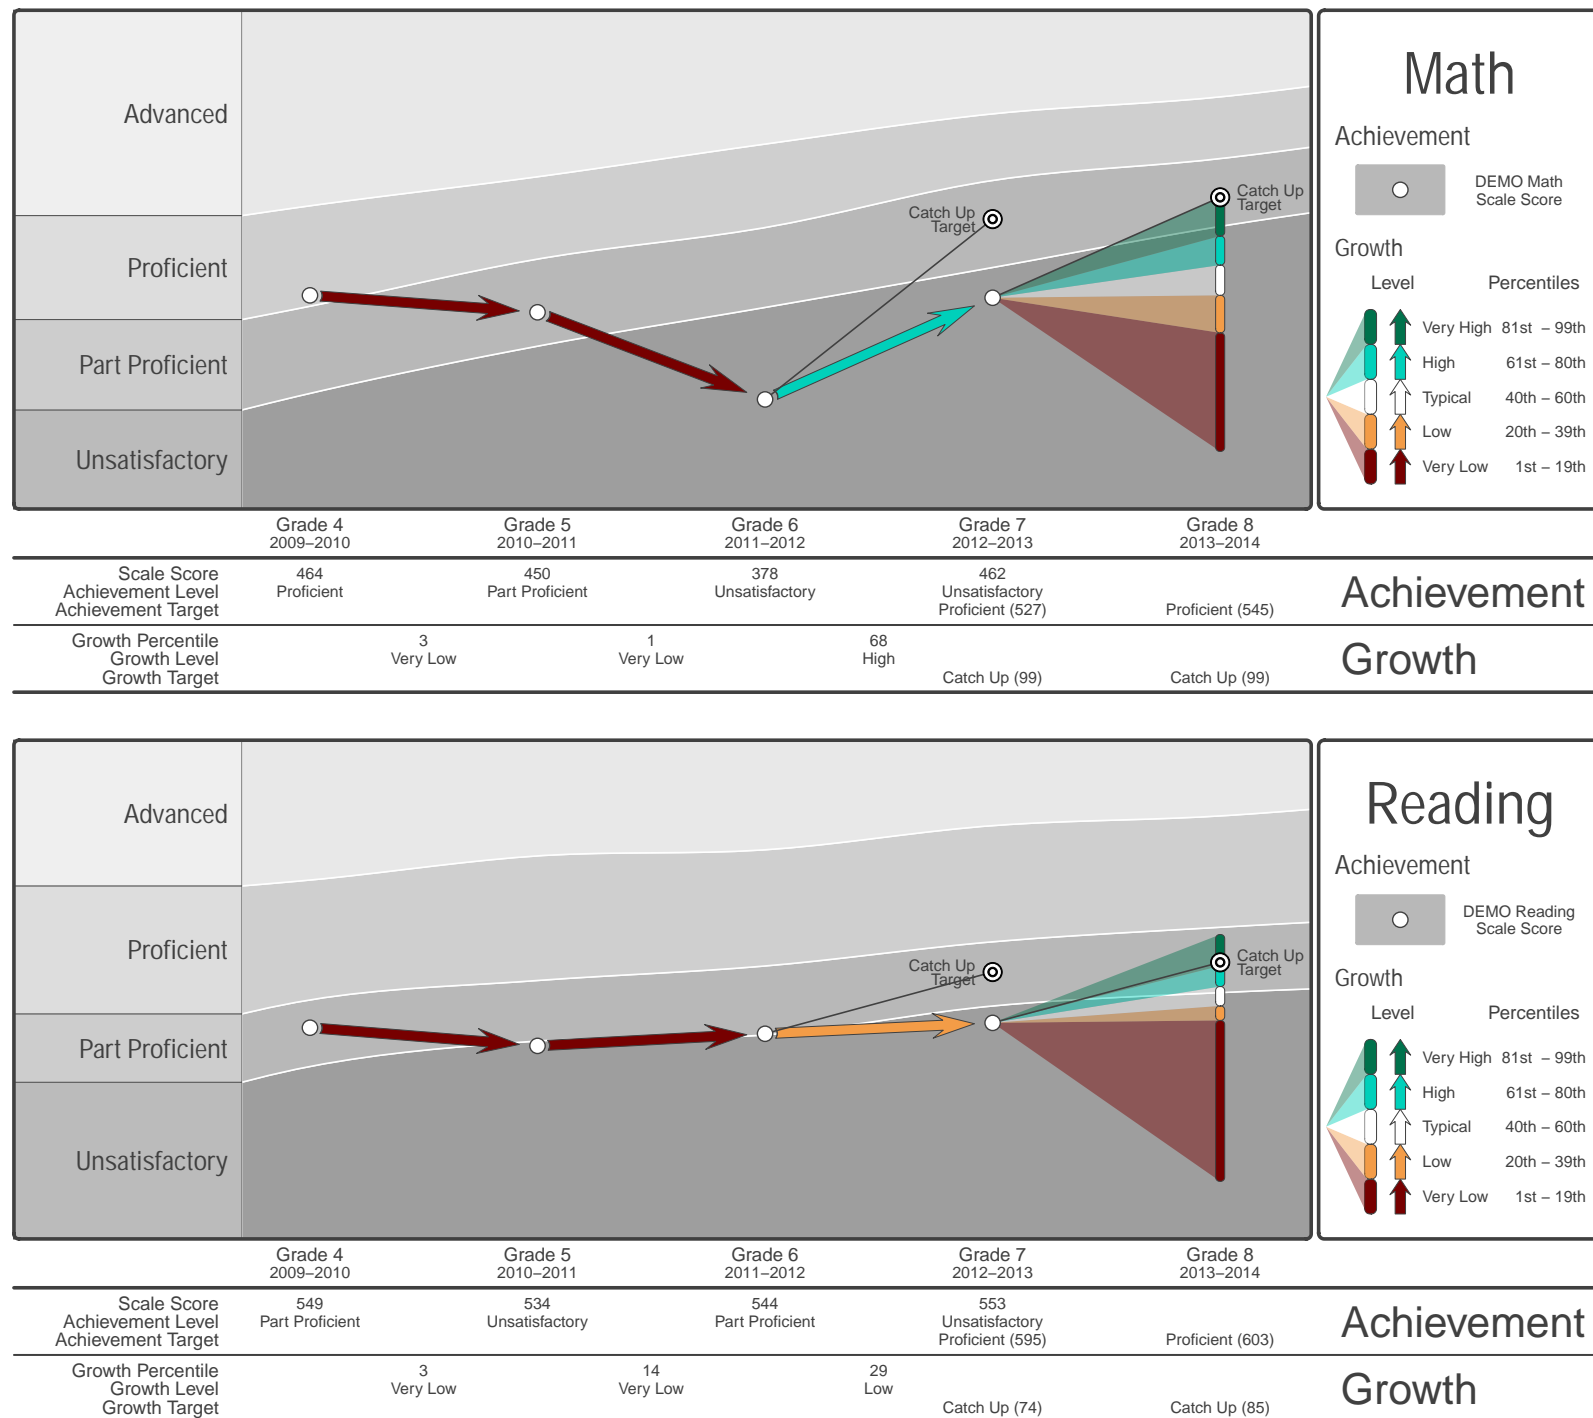 Advanced
Proficient
Part Proficient
Unsatisfactory
Catch Up
Target
Catch Up
Target
Math
Achievement
DEMO Math
Scale Score
Growth
Level Percentiles
Very High 81st – 99th
High 61st – 80th
Typical 40th – 60th
Low 20th – 39th
Very Low 1st – 19th
Grade 4 Grade 5 Grade 6 Grade 7 Grade 8
2009–2010 2010–2011 2011–2012 2012–2013 2013–2014
Scale Score 464 450 378 462
Achievement Level Proficient Part Proficient Unsatisfactory Unsatisfactory
Achievement Target Proficient (527) Proficient (545)
Achievement
Growth Percentile 3 1 68
Growth Level Very Low Very Low High
Growth Target Catch Up (99) Catch Up (99)
Growth
Advanced
Proficient
Part Proficient
Unsatisfactory
Catch Up
Target
Catch Up
Target
Reading
Achievement
DEMO Reading
Scale Score
Growth
Level Percentiles
Very High 81st – 99th
High 61st – 80th
Typical 40th – 60th
Low 20th – 39th
Very Low 1st – 19th
Grade 4 Grade 5 Grade 6 Grade 7 Grade 8
2009–2010 2010–2011 2011–2012 2012–2013 2013–2014
Scale Score 549 534 544 553
Achievement Level Part Proficient Unsatisfactory Part Proficient Unsatisfactory
Achievement Target Proficient (595) Proficient (603)
Achievement
Growth Percentile 3 14 29
Growth Level Very Low Very Low Low
Growth Target Catch Up (74) Catch Up (85)
Growth